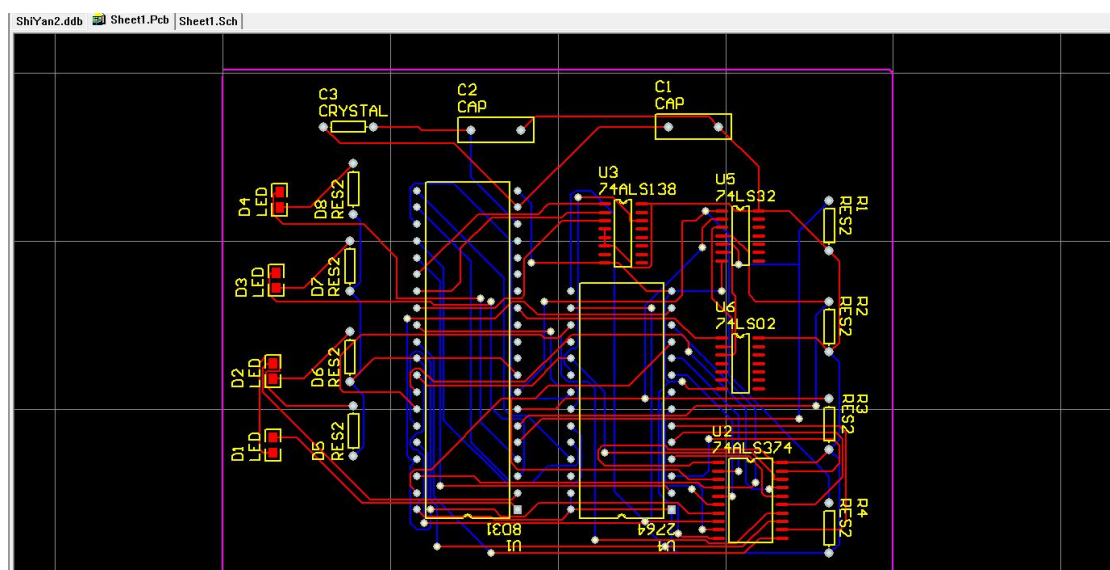 ShiYan2.ddb Sheet1.Pcb Sheet1.Sch
C3
CRYSTAL
C2
CAP
C1
CAP
U3
74ALS138
U5
74LS32
D4
LED
D8
RES2
R1
RES2
D3
LED
D7
RES2
U6
74LS02
R2
RES2
D2
LED
D6
RES2
D1
LED
D5
RES2
R3
RES2
U2
74ALS374
R4
RES2
8031
U1
2764
U4